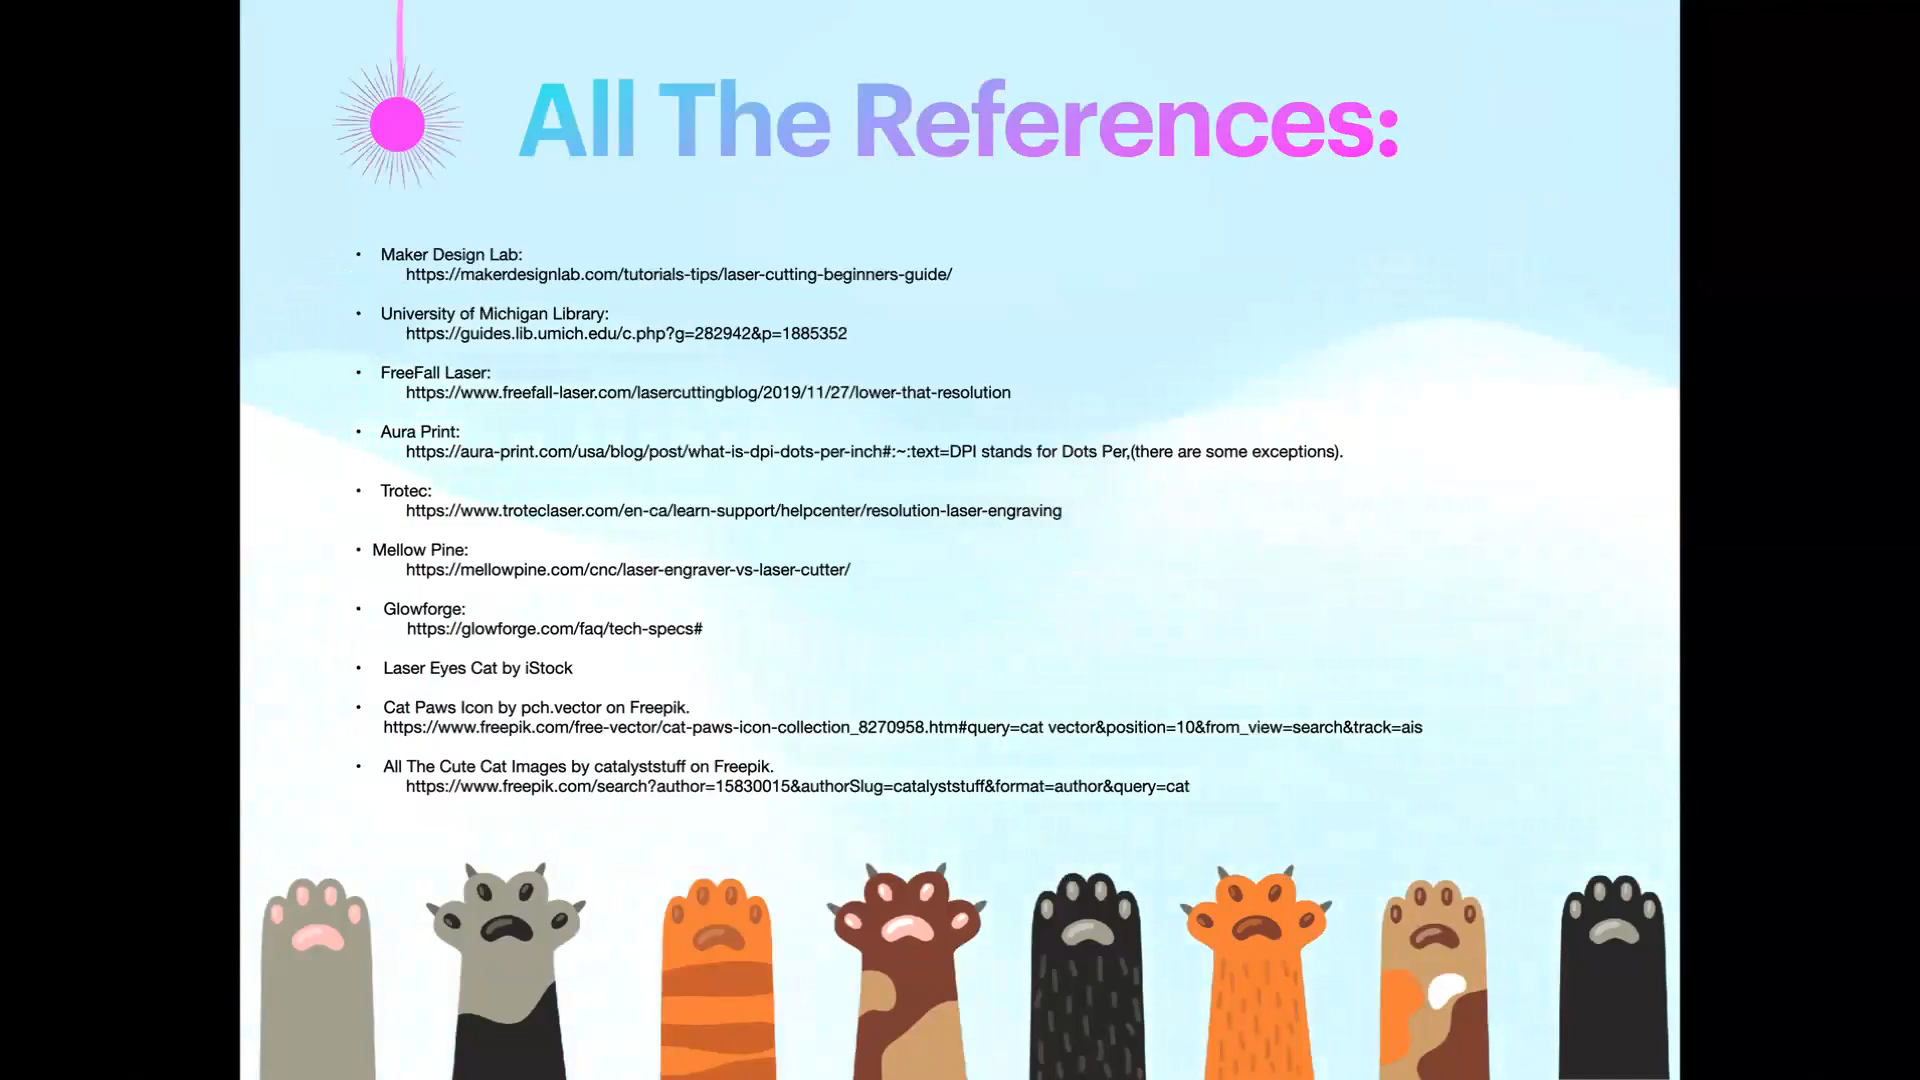 All The References:
• Maker Design Lab:
https://makerdesignlab.com/tutorials-tips/laser-cutting-beginners-guide/
• University of Michigan Library:
https://guides.lib.umich.edu/c.php?g=282942&p=1885352
• FreeFall Laser:
https://www.freefall-laser.com/lasercuttingblog/2019/11/27/lower-that-resolution
• Aura Print:
https://aura-print.com/usa/blog/post/what-is-dpi-dots-per-inch#:~:text=DPI stands for Dots Per,(there are some exceptions).
• Trotec:
https://www.troteclaser.com/en-ca/learn-support/helpcenter/resolution-laser-engraving
• Mellow Pine:
https://mellowpine.com/cnc/laser-engraver-vs-laser-cutter/
• Glowforge:
https://glowforge.com/faq/tech-specs#
• Laser Eyes Cat by iStock
• Cat Paws Icon by pch.vector on Freepik.
https://www.freepik.com/free-vector/cat-paws-icon-collection_8270958.htm#query=cat vector&position=10&from_view=search&track=ais
• All The Cute Cat Images by catalyststuff on Freepik.
https://www.freepik.com/search?author=15830015&authorSlug=catalyststuff&format=author&query=cat